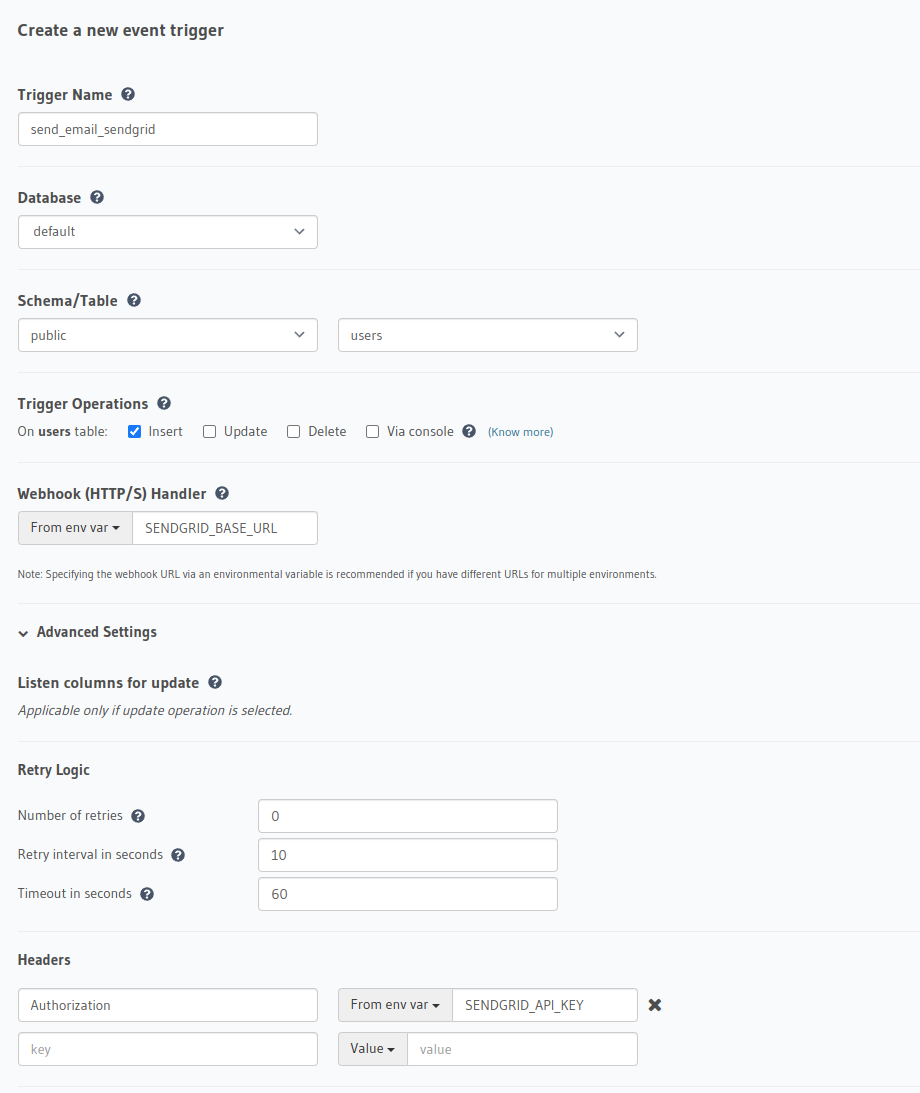 Create a new event trigger
Trigger Name
send_email_sendgrid
Database
default
Schema/Table
public users
Trigger Operations
On users table: Insert Update Delete Via console (Know more)
Webhook (HTTP/S) Handler
From env var SENDGRID_BASE_URL
Note: Specifying the webhook URL via an environmental variable is recommended if you have different URLs for multiple environments.
Advanced Settings
Listen columns for update
Applicable only if update operation is selected.
Retry Logic
Number of retries 0
Retry interval in seconds 10
Timeout in seconds 60
Headers
Authorization From env var SENDGRID_API_KEY
key Value value